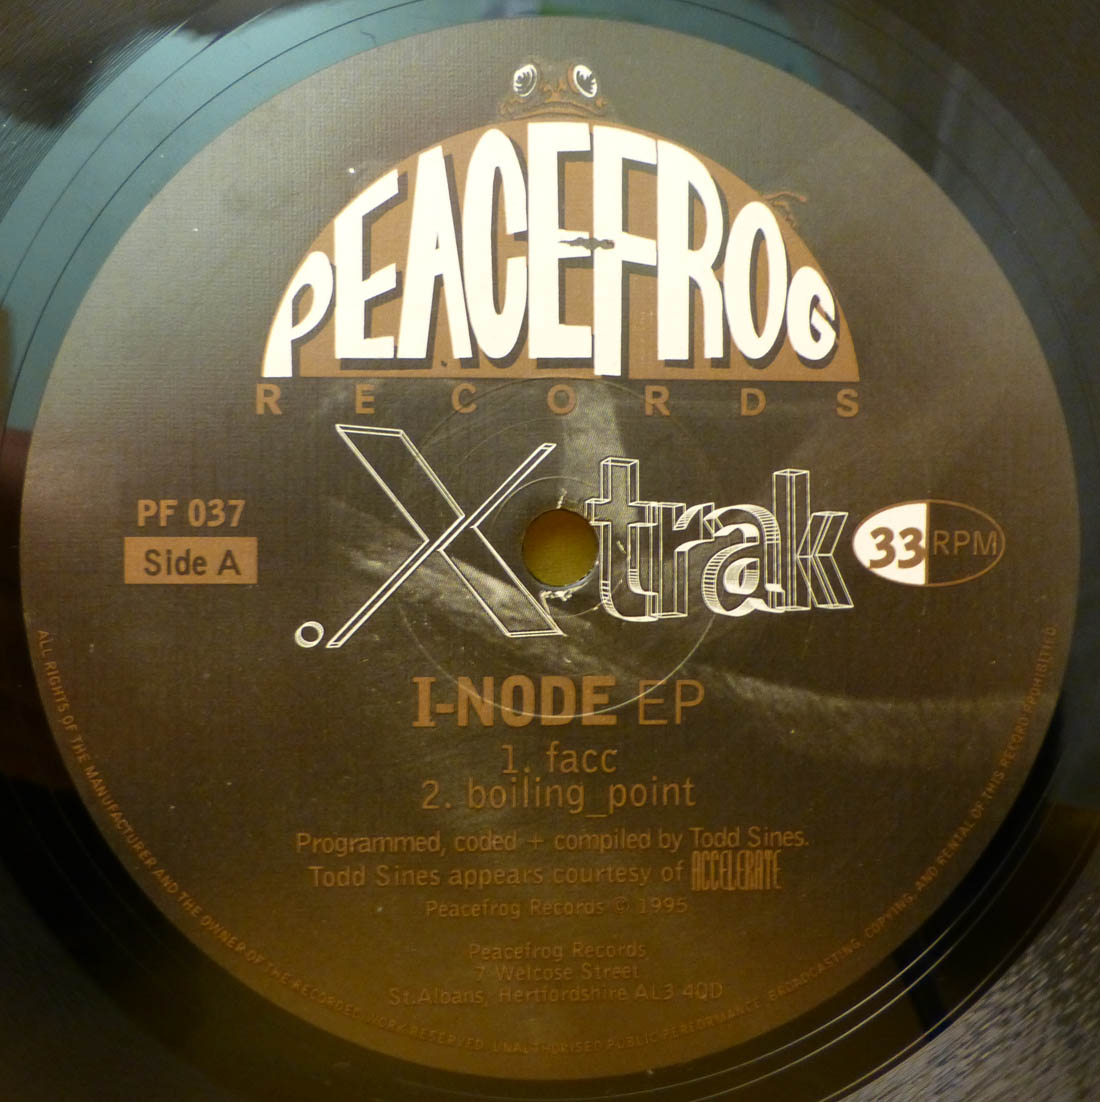 PEACEFROG
RECORDS
PF 037
Side A
.Xtrak
33 RPM
I-NODE EP
1. facc
2. boiling_point
Programmed, coded + compiled by Todd Sines.
Todd Sines appears courtesy of ACCELERATE
Peacefrog Records © 1995
Peacefrog Records
7 Welcose Street
St.Albans, Hertfordshire AL3 4QD
ALL RIGHTS OF THE MANUFACTURER AND THE OWNER OF THE RECORDED WORK RESERVED. UNAUTHORISED PUBLIC PERFORMANCE, BROADCASTING, COPYING, AND RENTAL OF THIS RECORD PROHIBITED.